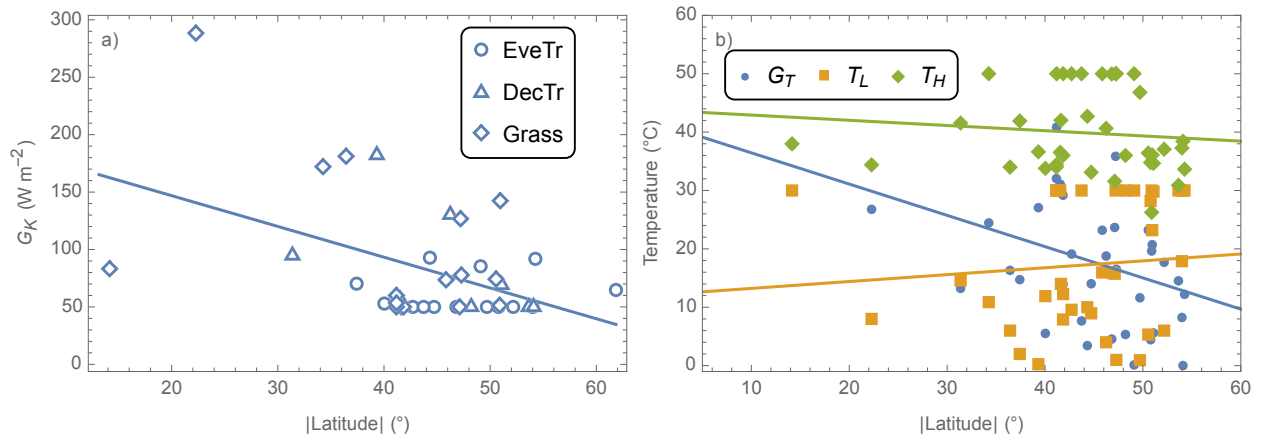 a)
G_K (W m^−2)
300
250
200
150
100
50
0
EveTr
DecTr
Grass
20
30
40
50
60
|Latitude| (°)
b)
Temperature (°C)
60
50
40
30
20
10
0
G_T T_L T_H
10
20
30
40
50
60
|Latitude| (°)